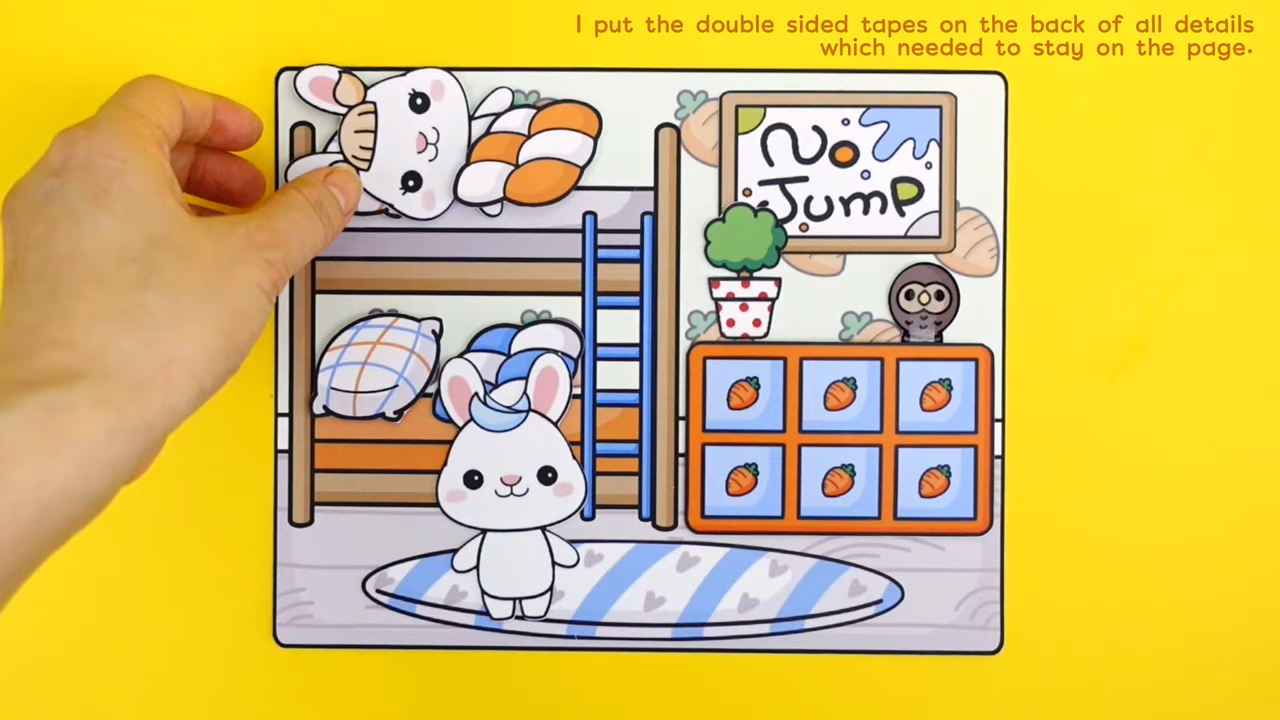 I put the double sided tapes on the back of all details
which needed to stay on the page.
No
Jump